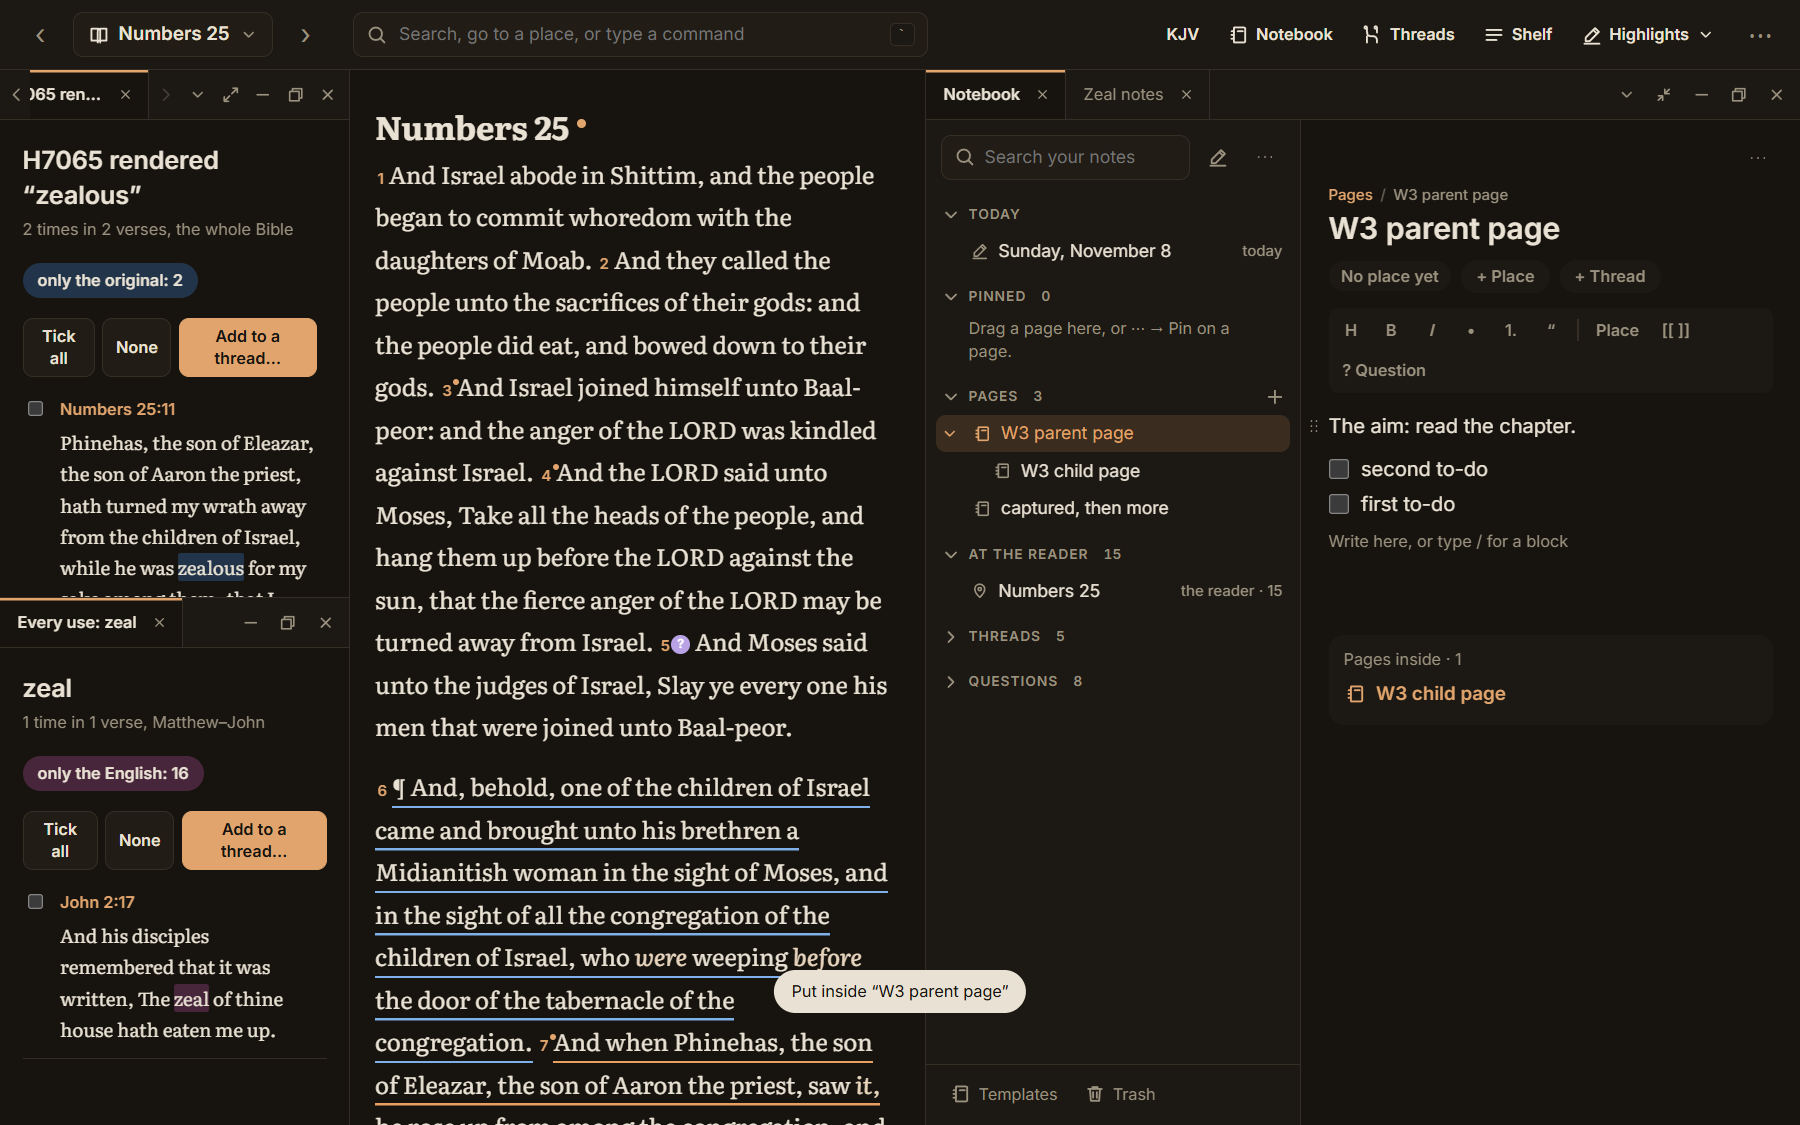 Numbers 25
Search, go to a place, or type a command
`
KJV
Notebook
Threads
Shelf
Highlights
065 ren...
H7065 rendered
“zealous”
2 times in 2 verses, the whole Bible
only the original: 2
Tick
all
None
Add to a
thread...
Numbers 25:11
Phinehas, the son of Eleazar,
the son of Aaron the priest,
hath turned my wrath away
from the children of Israel,
while he was zealous for my
Every use: zeal
zeal
1 time in 1 verse, Matthew–John
only the English: 16
Tick
all
None
Add to a
thread...
John 2:17
And his disciples
remembered that it was
written, The zeal of thine
house hath eaten me up.
Numbers 25
1 And Israel abode in Shittim, and the people
began to commit whoredom with the
daughters of Moab. 2 And they called the
people unto the sacrifices of their gods: and
the people did eat, and bowed down to their
gods. 3 And Israel joined himself unto Baal-
peor: and the anger of the LORD was kindled
against Israel. 4 And the LORD said unto
Moses, Take all the heads of the people, and
hang them up before the LORD against the
sun, that the fierce anger of the LORD may be
turned away from Israel. 5 ? And Moses said
unto the judges of Israel, Slay ye every one his
men that were joined unto Baal-peor.
6 ¶ And, behold, one of the children of Israel
came and brought unto his brethren a
Midianitish woman in the sight of Moses, and
in the sight of all the congregation of the
children of Israel, who were weeping before
the door of the tabernacle of the
congregation. 7 And when Phinehas, the son
of Eleazar, the son of Aaron the priest, saw it,
he rose up from among the congregation, and
Put inside “W3 parent page”
Notebook
Zeal notes
Search your notes
TODAY
Sunday, November 8 today
PINNED 0
Drag a page here, or ··· → Pin on a
page.
PAGES 3
W3 parent page
W3 child page
captured, then more
AT THE READER 15
Numbers 25 the reader · 15
THREADS 5
QUESTIONS 8
Templates
Trash
Pages / W3 parent page
W3 parent page
No place yet
+ Place
+ Thread
H B I • 1. “ Place [[ ]]
? Question
The aim: read the chapter.
second to-do
first to-do
Write here, or type / for a block
Pages inside · 1
W3 child page